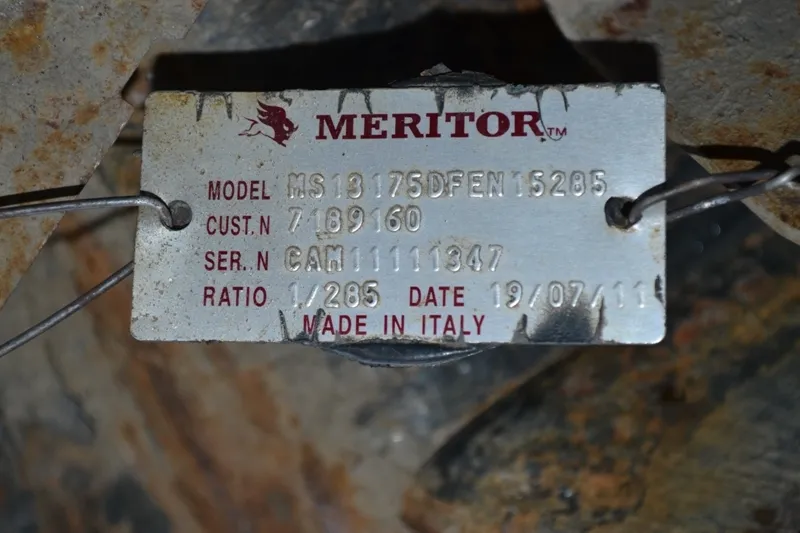 MERITOR™
MODEL MS13175DFEN15285
CUST.N 7189160
SER.N CAM11111347
RATIO 1/285 DATE 19/07/11
MADE IN ITALY